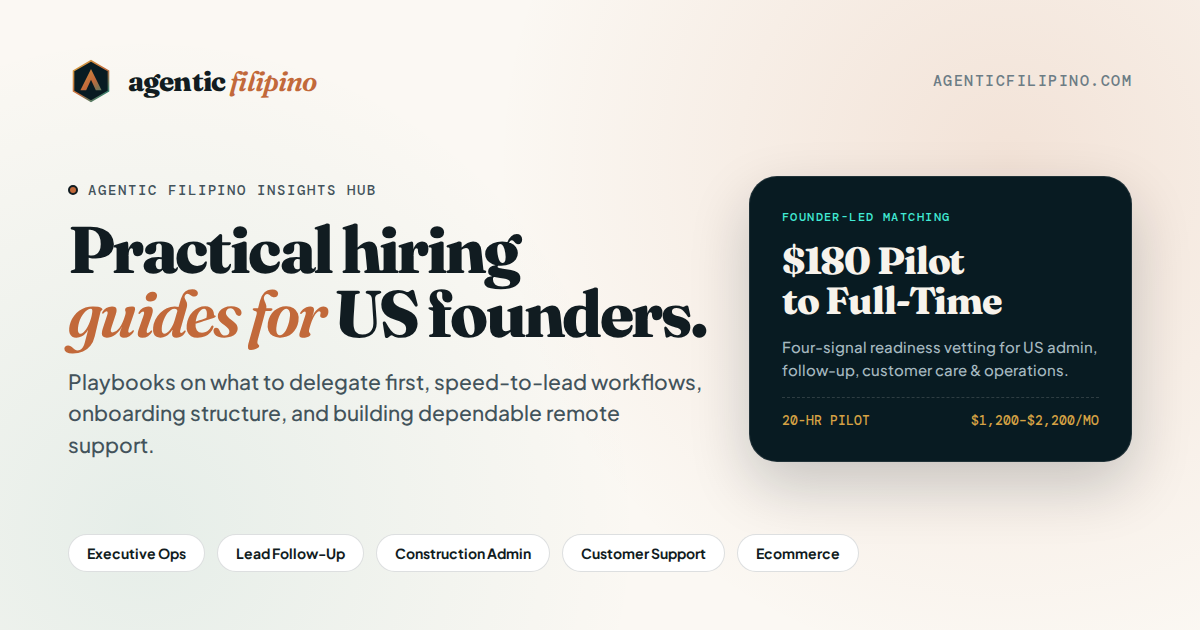 agentic filipino
AGENTICFILIPINO.COM
AGENTIC FILIPINO INSIGHTS HUB
Practical hiring
guides for US founders.
Playbooks on what to delegate first, speed-to-lead workflows,
onboarding structure, and building dependable remote
support.
FOUNDER-LED MATCHING
$180 Pilot
to Full-Time
Four-signal readiness vetting for US admin,
follow-up, customer care & operations.
20-HR PILOT
$1,200–$2,200/MO
Executive Ops
Lead Follow-Up
Construction Admin
Customer Support
Ecommerce